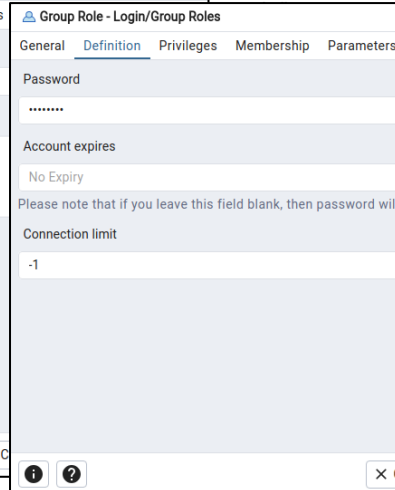 Group Role - Login/Group Roles
General Definition Privileges Membership Parameters
Password
••••••••
Account expires
No Expiry
Please note that if you leave this field blank, then password wil
Connection limit
-1